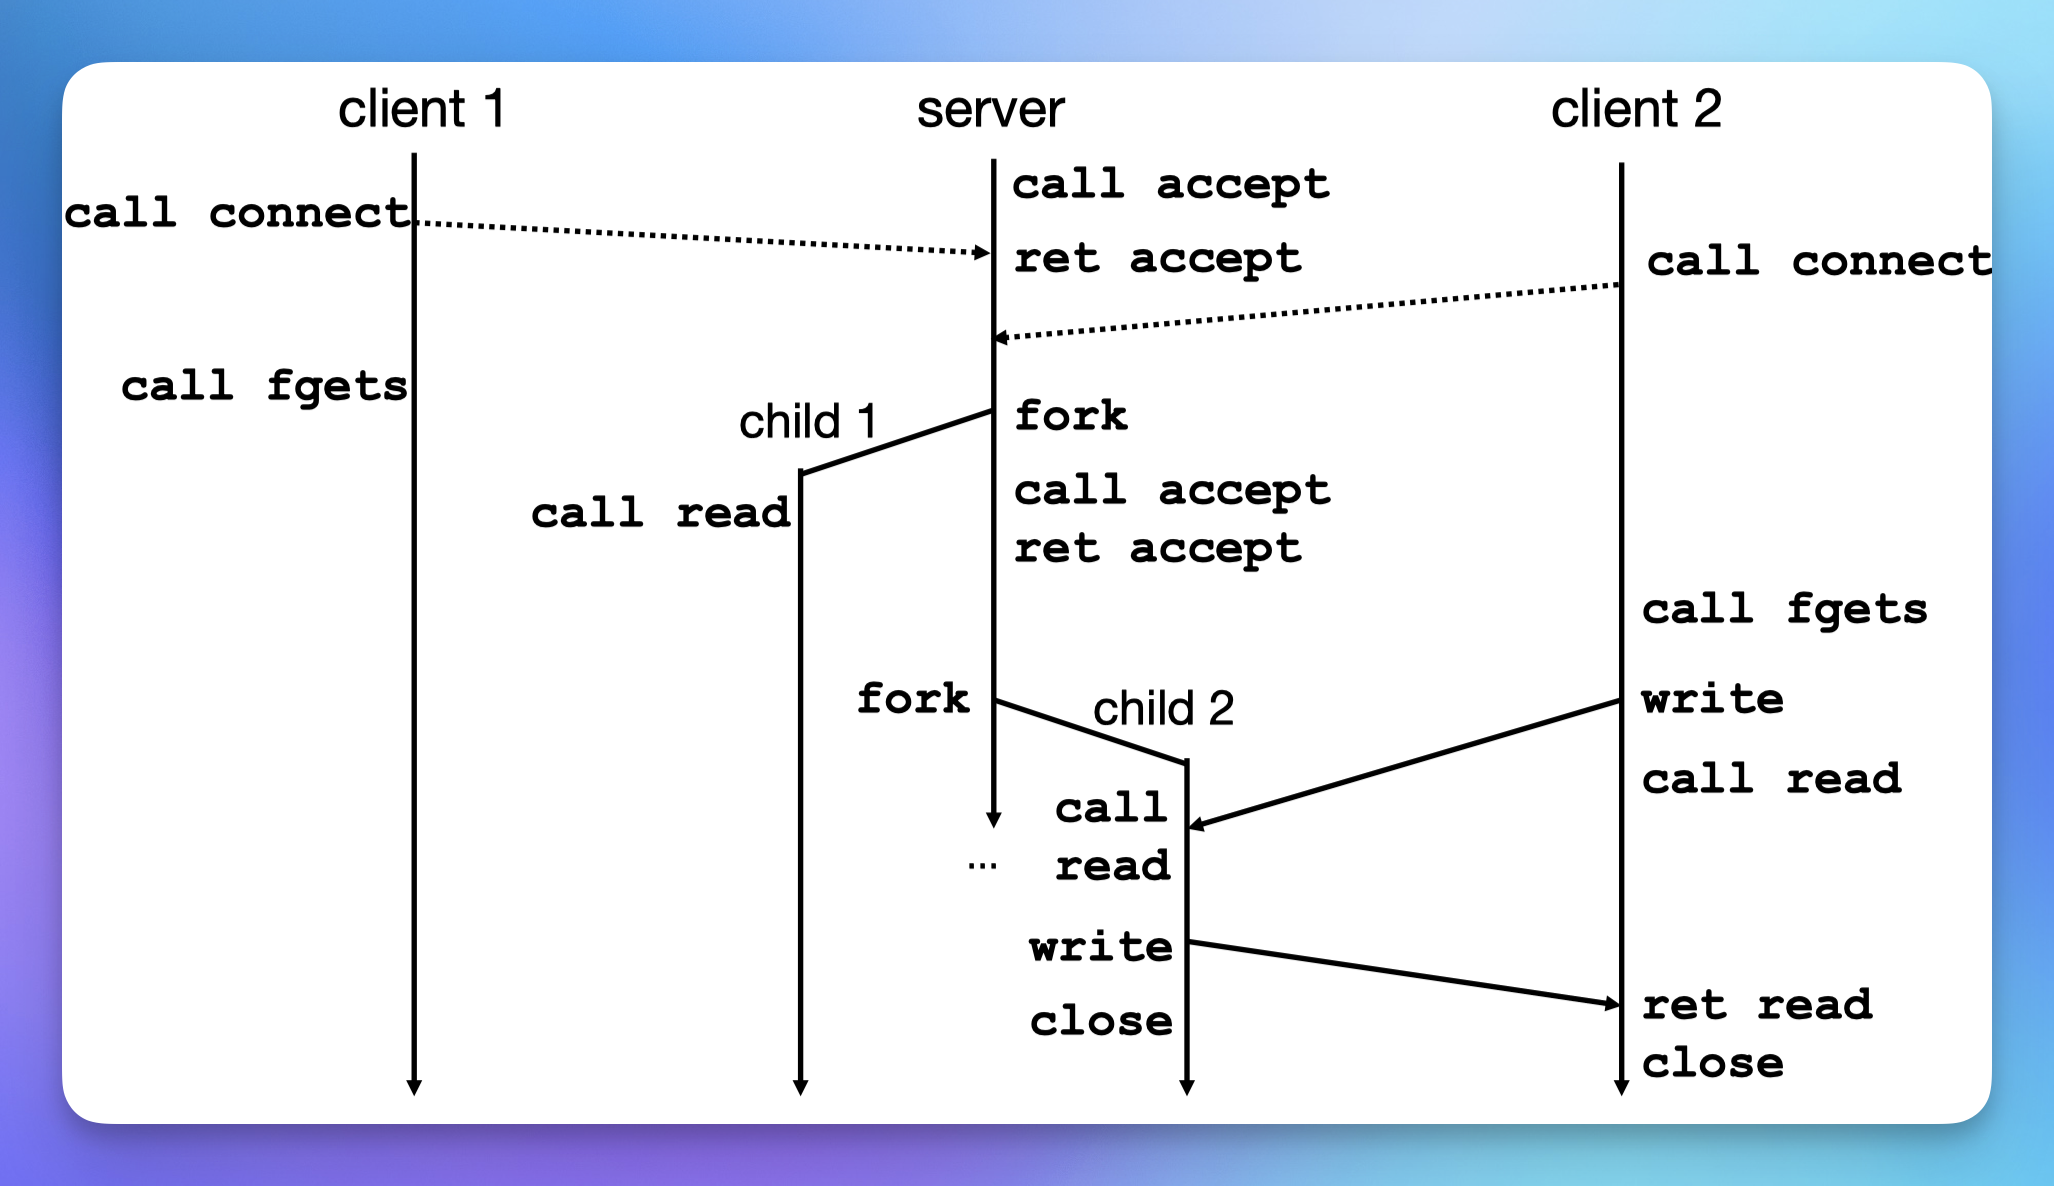 client 1
server
client 2
call accept
call connect
ret accept
call connect
call fgets
child 1
fork
call accept
call read
ret accept
call fgets
fork
child 2
write
call
read
call read
...
write
close
ret read
close